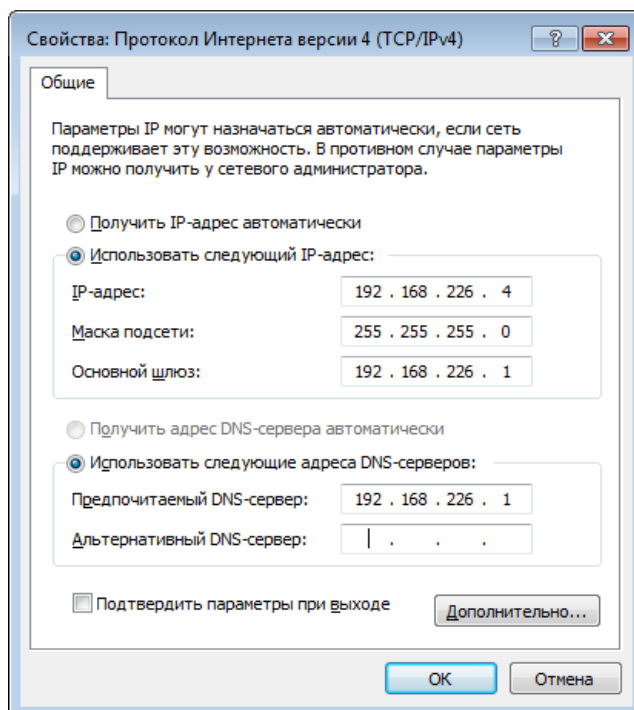 Свойства: Протокол Интернета версии 4 (TCP/IPv4)
Общие
Параметры IP могут назначаться автоматически, если сеть
поддерживает эту возможность. В противном случае параметры
IP можно получить у сетевого администратора.
Получить IP-адрес автоматически
Использовать следующий IP-адрес:
IP-адрес: 192 . 168 . 226 . 4
Маска подсети: 255 . 255 . 255 . 0
Основной шлюз: 192 . 168 . 226 . 1
Получить адрес DNS-сервера автоматически
Использовать следующие адреса DNS-серверов:
Предпочитаемый DNS-сервер: 192 . 168 . 226 . 1
Альтернативный DNS-сервер: . . .
Подтвердить параметры при выходе Дополнительно...
ОК Отмена